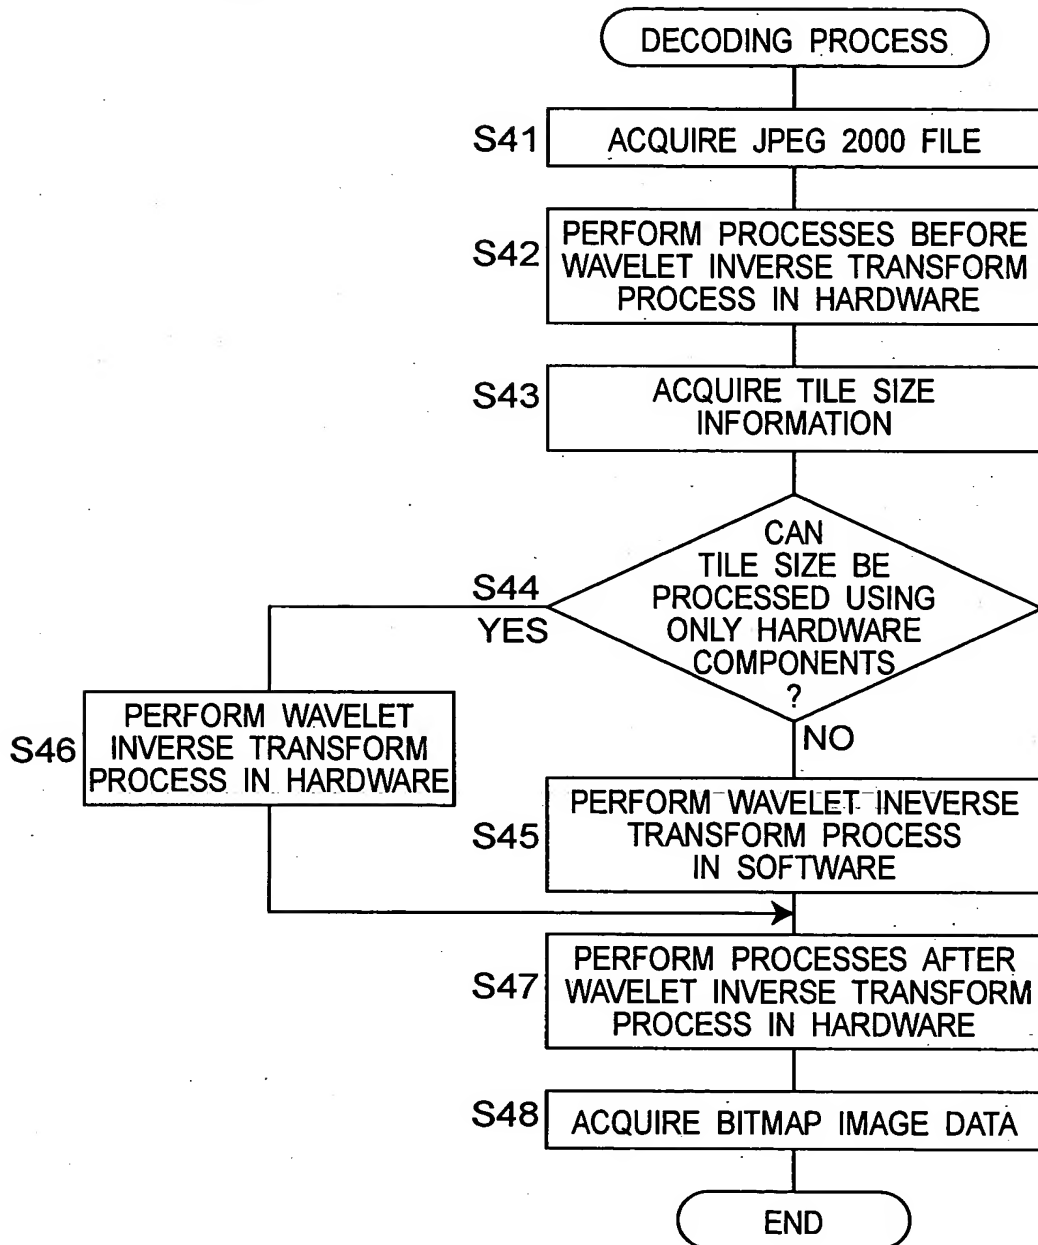 DECODING PROCESS
S41
ACQUIRE JPEG 2000 FILE
S42
PERFORM PROCESSES BEFORE
WAVELET INVERSE TRANSFORM
PROCESS IN HARDWARE
S43
ACQUIRE TILE SIZE
INFORMATION
S44
CAN
TILE SIZE BE
PROCESSED USING
ONLY HARDWARE
COMPONENTS
?
YES
NO
S46
PERFORM WAVELET
INVERSE TRANSFORM
PROCESS IN HARDWARE
S45
PERFORM WAVELET INEVERSE
TRANSFORM PROCESS
IN SOFTWARE
S47
PERFORM PROCESSES AFTER
WAVELET INVERSE TRANSFORM
PROCESS IN HARDWARE
S48
ACQUIRE BITMAP IMAGE DATA
END